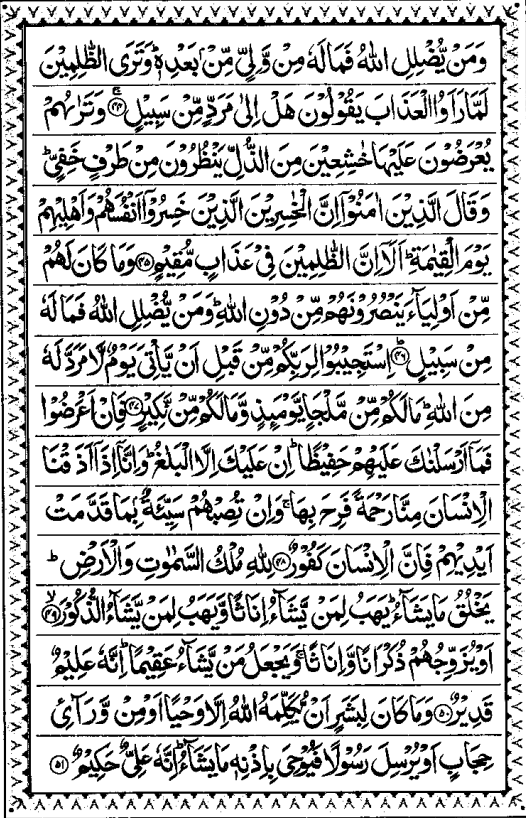 وَمَنْ يُّضْلِلِ اللّٰهُ فَمَا لَهٗ مِنْ وَّلِيٍّ مِّنْۢ بَعْدِهٖ ؕ وَتَرَى الظّٰلِمِيْنَ
لَمَّا رَاَوُا الْعَذَابَ يَقُوْلُوْنَ هَلْ اِلٰى مَرَدٍّ مِّنْ سَبِيْلٍ ۚ﴿۴۴﴾ وَتَرٰىهُمْ
يُعْرَضُوْنَ عَلَيْهَا خٰشِعِيْنَ مِنَ الذُّلِّ يَنْظُرُوْنَ مِنْ طَرْفٍ خَفِيٍّ ؕ
وَقَالَ الَّذِيْنَ اٰمَنُوْۤا اِنَّ الْخٰسِرِيْنَ الَّذِيْنَ خَسِرُوْۤا اَنْفُسَهُمْ وَاَهْلِيْهِمْ
يَوْمَ الْقِيٰمَةِ ؕ اَلَاۤ اِنَّ الظّٰلِمِيْنَ فِيْ عَذَابٍ مُّقِيْمٍ ﴿۴۵﴾ وَمَا كَانَ لَهُمْ
مِّنْ اَوْلِيَآءَ يَنْصُرُوْنَهُمْ مِّنْ دُوْنِ اللّٰهِ ؕ وَمَنْ يُّضْلِلِ اللّٰهُ فَمَا لَهٗ
مِنْ سَبِيْلٍ ؕ﴿۴۶﴾ اِسْتَجِيْبُوْا لِرَبِّكُمْ مِّنْ قَبْلِ اَنْ يَّاْتِيَ يَوْمٌ لَّا مَرَدَّ لَهٗ
مِنَ اللّٰهِ ؕ مَا لَكُمْ مِّنْ مَّلْجَاٍ يَّوْمَئِذٍ وَّمَا لَكُمْ مِّنْ نَّكِيْرٍ ﴿۴۷﴾ فَاِنْ اَعْرَضُوْا
فَمَاۤ اَرْسَلْنٰكَ عَلَيْهِمْ حَفِيْظًا ؕ اِنْ عَلَيْكَ اِلَّا الْبَلٰغُ ؕ وَاِنَّاۤ اِذَاۤ اَذَقْنَا
الْاِنْسَانَ مِنَّا رَحْمَةً فَرِحَ بِهَا ۚ وَاِنْ تُصِبْهُمْ سَيِّئَةٌۢ بِمَا قَدَّمَتْ
اَيْدِيْهِمْ فَاِنَّ الْاِنْسَانَ كَفُوْرٌ ﴿۴۸﴾ لِلّٰهِ مُلْكُ السَّمٰوٰتِ وَالْاَرْضِ ؕ
يَخْلُقُ مَا يَشَآءُ ؕ يَهَبُ لِمَنْ يَّشَآءُ اِنَاثًا وَّيَهَبُ لِمَنْ يَّشَآءُ الذُّكُوْرَ ۙ﴿۴۹﴾
اَوْ يُزَوِّجُهُمْ ذُكْرَانًا وَّاِنَاثًا ۚ وَيَجْعَلُ مَنْ يَّشَآءُ عَقِيْمًا ؕ اِنَّهٗ عَلِيْمٌ
قَدِيْرٌ ﴿۵۰﴾ وَمَا كَانَ لِبَشَرٍ اَنْ يُّكَلِّمَهُ اللّٰهُ اِلَّا وَحْيًا اَوْ مِنْ وَّرَآئِ
حِجَابٍ اَوْ يُرْسِلَ رَسُوْلًا فَيُوْحِيَ بِاِذْنِهٖ مَا يَشَآءُ ؕ اِنَّهٗ عَلِيٌّ حَكِيْمٌ ﴿۵۱﴾